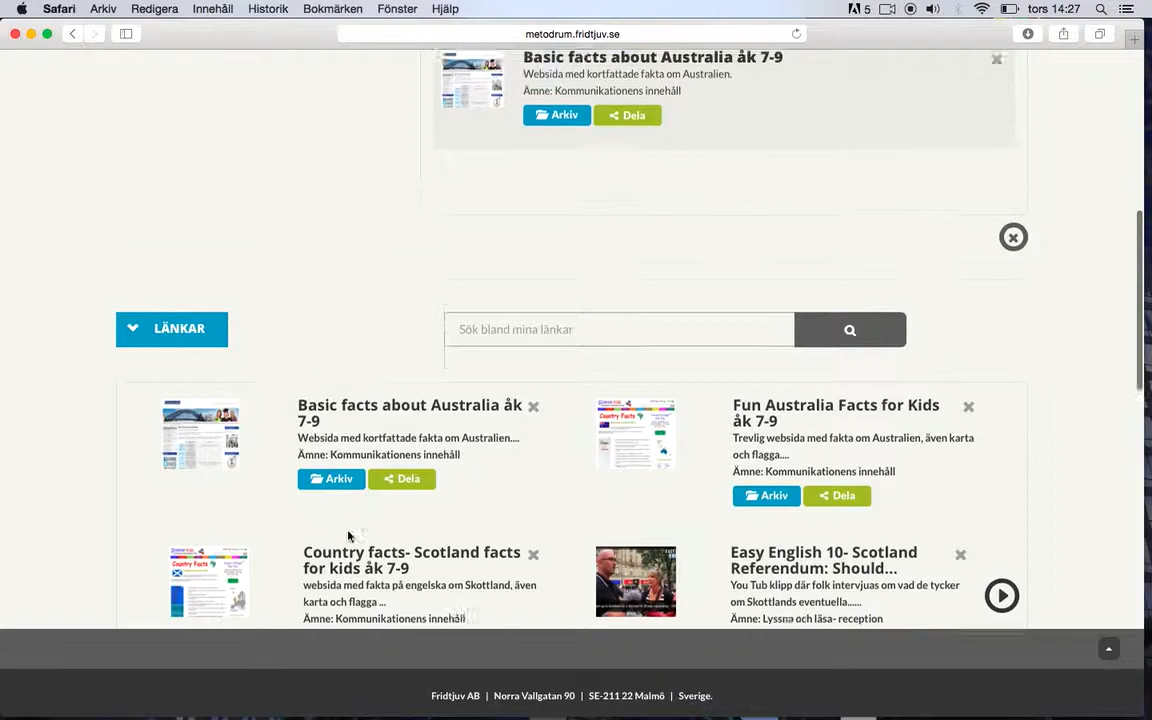 Safari Arkiv Redigera Innehåll Historik Bokmärken Fönster Hjälp 5 tors 14:27
metodrum.fridtjuv.se
Basic facts about Australia åk 7-9
Websida med kortfattade fakta om Australien.
Ämne: Kommunikationens innehåll
Arkiv Dela
LÄNKAR
Sök bland mina länkar
Basic facts about Australia åk
7-9
Websida med kortfattade fakta om Australien....
Ämne: Kommunikationens innehåll
Arkiv Dela
Fun Australia Facts for Kids
åk 7-9
Trevlig websida med fakta om Australien, även karta
och flagga....
Ämne: Kommunikationens innehåll
Arkiv Dela
Country facts- Scotland facts
for kids åk 7-9
websida med fakta på engelska om Skottland, även
karta och flagga ...
Ämne: Kommunikationens innehåll
Easy English 10- Scotland
Referendum: Should...
You Tub klipp där folk intervjuas om vad de tycker
om Skottlands eventuella......
Ämne: Lyssna och läsa- reception
Fridtjuv AB | Norra Vallgatan 90 | SE-211 22 Malmö | Sverige.